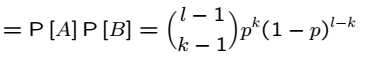 = P [A] P [B] = \binom{l − 1}{k − 1} p^k (1 − p)^{l−k}